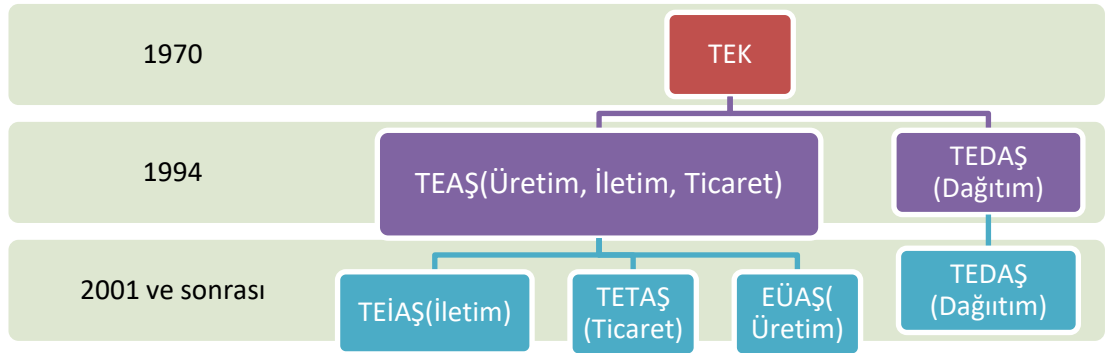 1970
TEK
1994
TEAŞ(Üretim, İletim, Ticaret)
TEDAŞ
(Dağıtım)
2001 ve sonrası
TEİAŞ(İletim)
TETAŞ
(Ticaret)
EÜAŞ(
Üretim)
TEDAŞ
(Dağııtım)